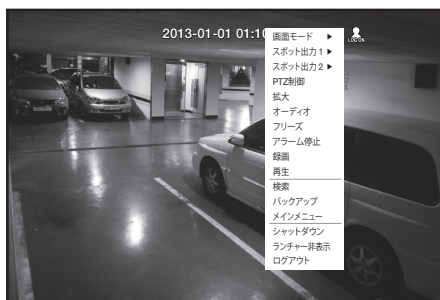 2013-01-01 01:10
LOG ON
画面モード ▶
スポット出力 1 ▶
スポット出力 2 ▶
PTZ制御
拡大
オーディオ
フリーズ
アラーム停止
録画
再生
検索
バックアップ
メインメニュー
シャットダウン
ランチャー非表示
ログアウト